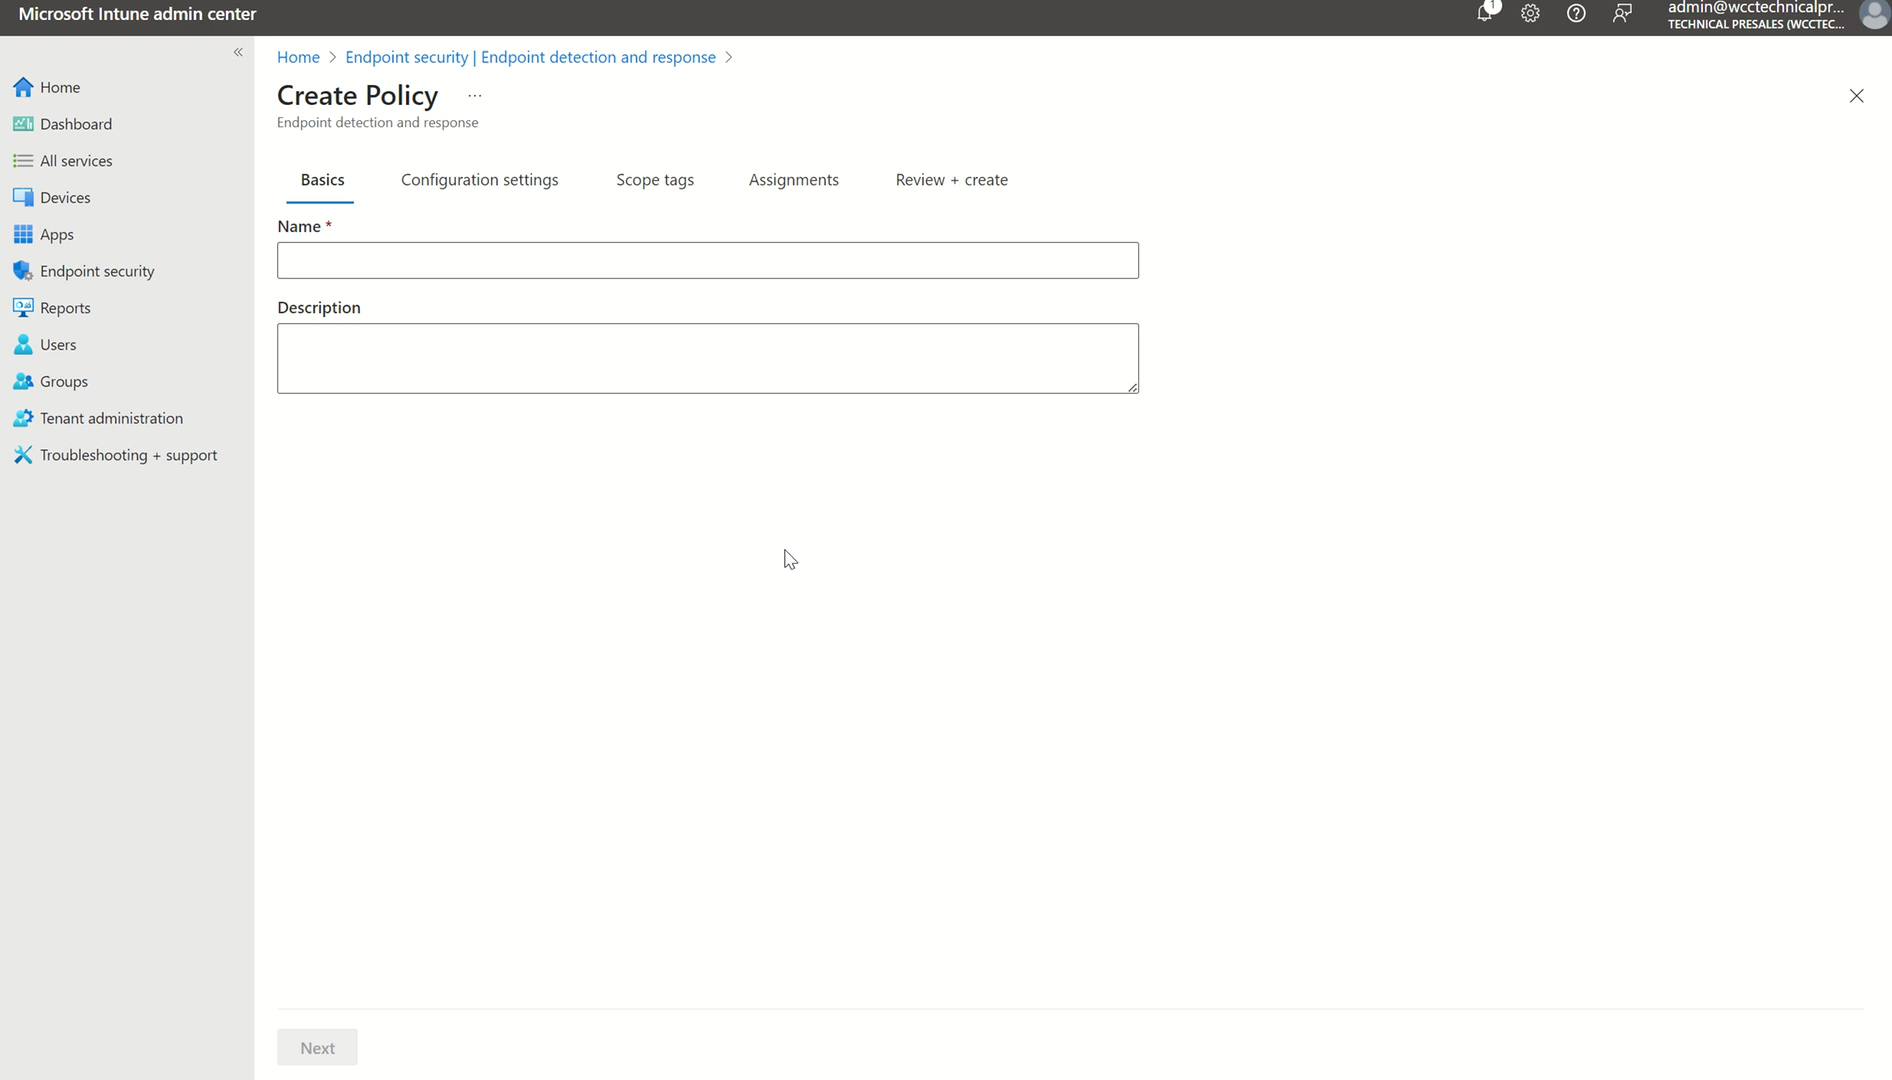 Microsoft Intune admin center
1
admin@wcctechnicalpr...
TECHNICAL PRESALES (WCCTEC...
Home
Dashboard
All services
Devices
Apps
Endpoint security
Reports
Users
Groups
Tenant administration
Troubleshooting + support
Home > Endpoint security | Endpoint detection and response >
Create Policy ...
Endpoint detection and response
Basics Configuration settings Scope tags Assignments Review + create
Name *
Description
Next